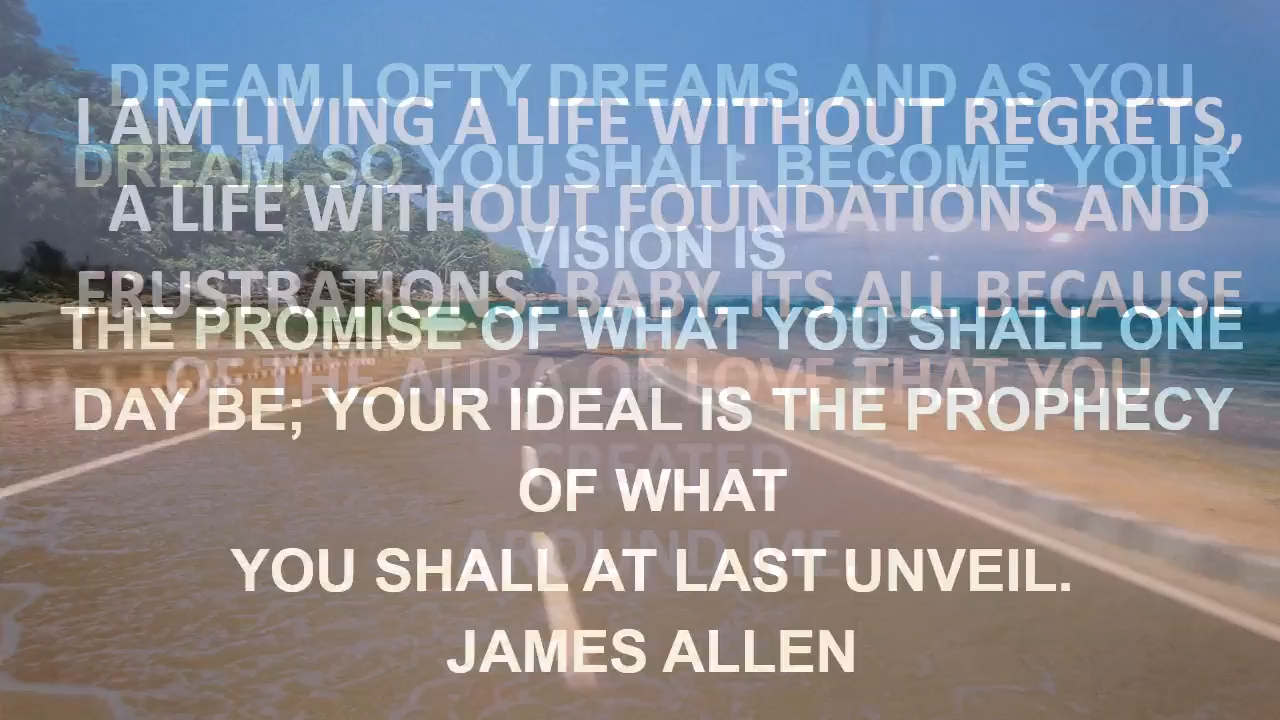 DREAM LOFTY DREAMS, AND AS YOU
DREAM, SO YOU SHALL BECOME. YOUR
VISION IS
THE PROMISE OF WHAT YOU SHALL ONE
DAY BE; YOUR IDEAL IS THE PROPHECY
OF WHAT
YOU SHALL AT LAST UNVEIL.
JAMES ALLEN
I AM LIVING A LIFE WITHOUT REGRETS,
A LIFE WITHOUT FOUNDATIONS AND
FRUSTRATIONS, BABY, ITS ALL BECAUSE
OF THE AURA OF LOVE THAT YOU
CREATED
AROUND ME